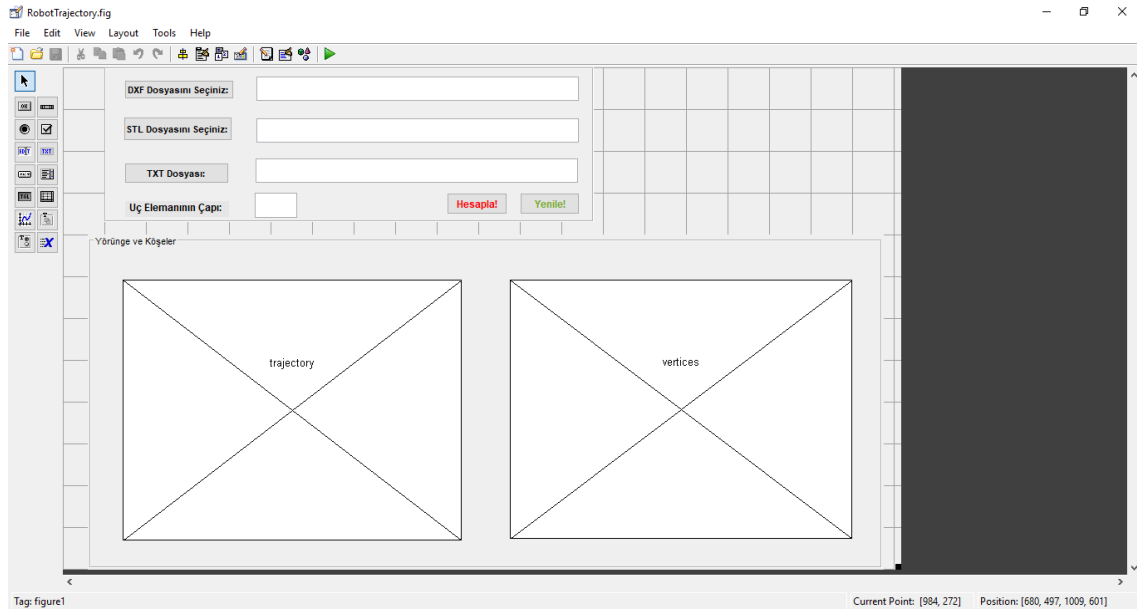 RobotTrajectory.fig
File Edit View Layout Tools Help
DXF Dosyasını Seçiniz:
STL Dosyasını Seçiniz:
TXT Dosyası:
Uç Elemanının Çapı:
Hesapla! Yenile!
Yörünge ve Köşeler
trajectory
vertices
Tag: figure1
Current Point: [984, 272] Position: [680, 497, 1009, 601]